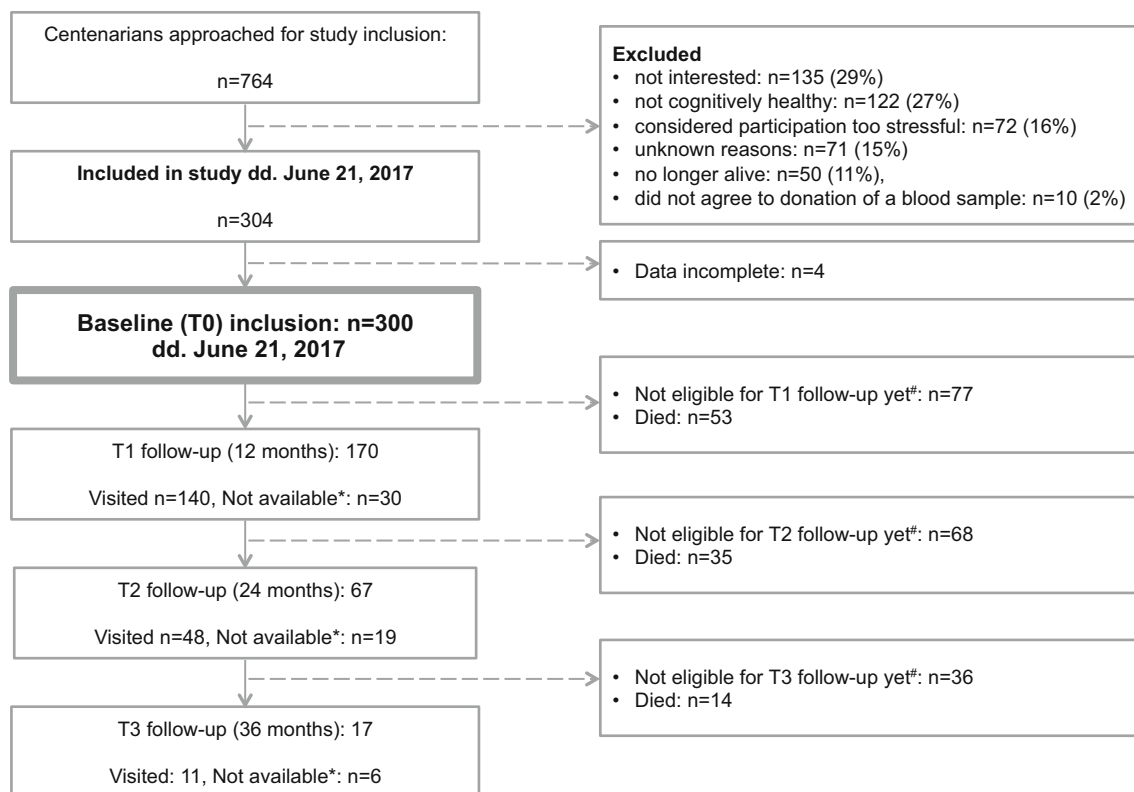 Centenarians approached for study inclusion:
n=764
Excluded
• not interested: n=135 (29%)
• not cognitively healthy: n=122 (27%)
• considered participation too stressful: n=72 (16%)
• unknown reasons: n=71 (15%)
• no longer alive: n=50 (11%),
• did not agree to donation of a blood sample: n=10 (2%)
Included in study dd. June 21, 2017
n=304
• Data incomplete: n=4
Baseline (T0) inclusion: n=300
dd. June 21, 2017
• Not eligible for T1 follow-up yet#: n=77
• Died: n=53
T1 follow-up (12 months): 170
Visited n=140, Not available*: n=30
• Not eligible for T2 follow-up yet#: n=68
• Died: n=35
T2 follow-up (24 months): 67
Visited n=48, Not available*: n=19
• Not eligible for T3 follow-up yet#: n=36
• Died: n=14
T3 follow-up (36 months): 17
Visited: 11, Not available*: n=6